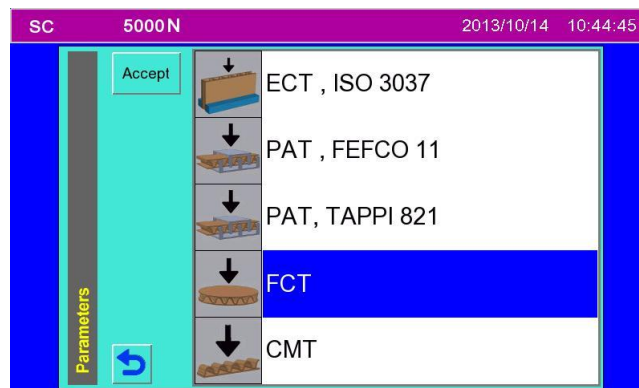 SC 5000 N 2013/10/14 10:44:45
Accept
ECT , ISO 3037
PAT , FEFCO 11
PAT, TAPPI 821
FCT
CMT
Parameters